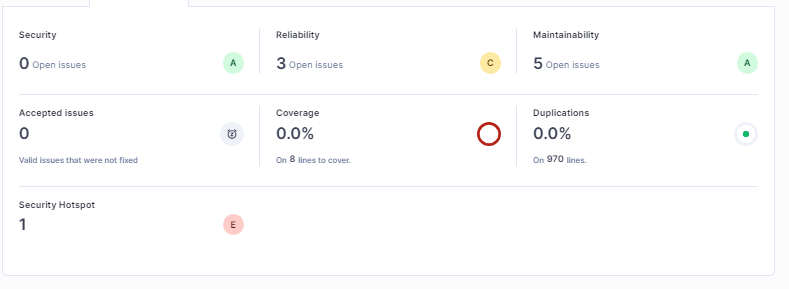 Security
0 Open issues A
Reliability
3 Open issues C
Maintainability
5 Open issues A
Accepted issues
0
Valid issues that were not fixed
Coverage
0.0%
On 8 lines to cover.
Duplications
0.0%
On 970 lines.
Security Hotspot
1 E